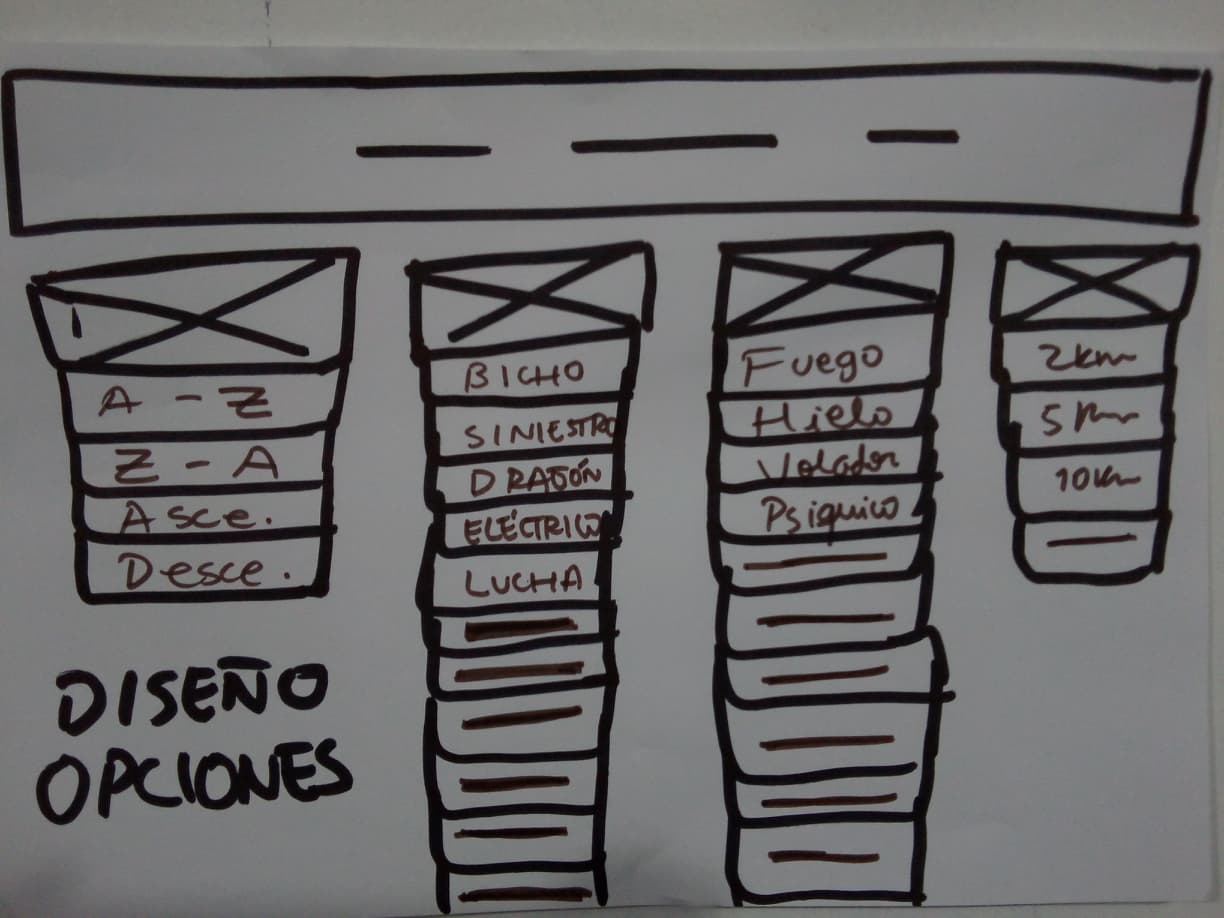 A - Z
Z - A
Asce.
Desce.
BICHO
SINIESTRO
DRAGÓN
ELÉCTRICO
LUCHA
Fuego
Hielo
Volador
Psiquico
2km
5km
10km
DISEÑO
OPCIONES